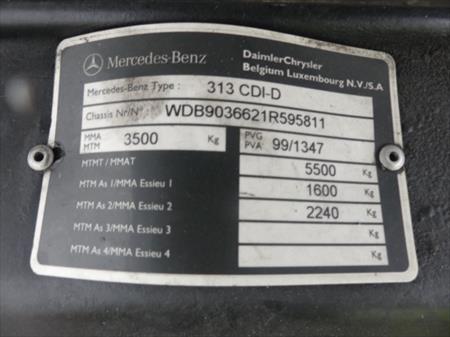 Mercedes-Benz
DaimlerChrysler
Belgium Luxembourg N.V./S.A
Mercedes-Benz Type : 313 CDI-D
Chassis Nr/N° : WDB9036621R595811
MMA MTM 3500 Kg PVG PVA 99/1347
MTMT / MMAT 5500 Kg
MTM As 1/MMA Essieu 1 1600 Kg
MTM As 2/MMA Essieu 2 2240 Kg
MTM As 3/MMA Essieu 3 Kg
MTM As 4/MMA Essieu 4 Kg